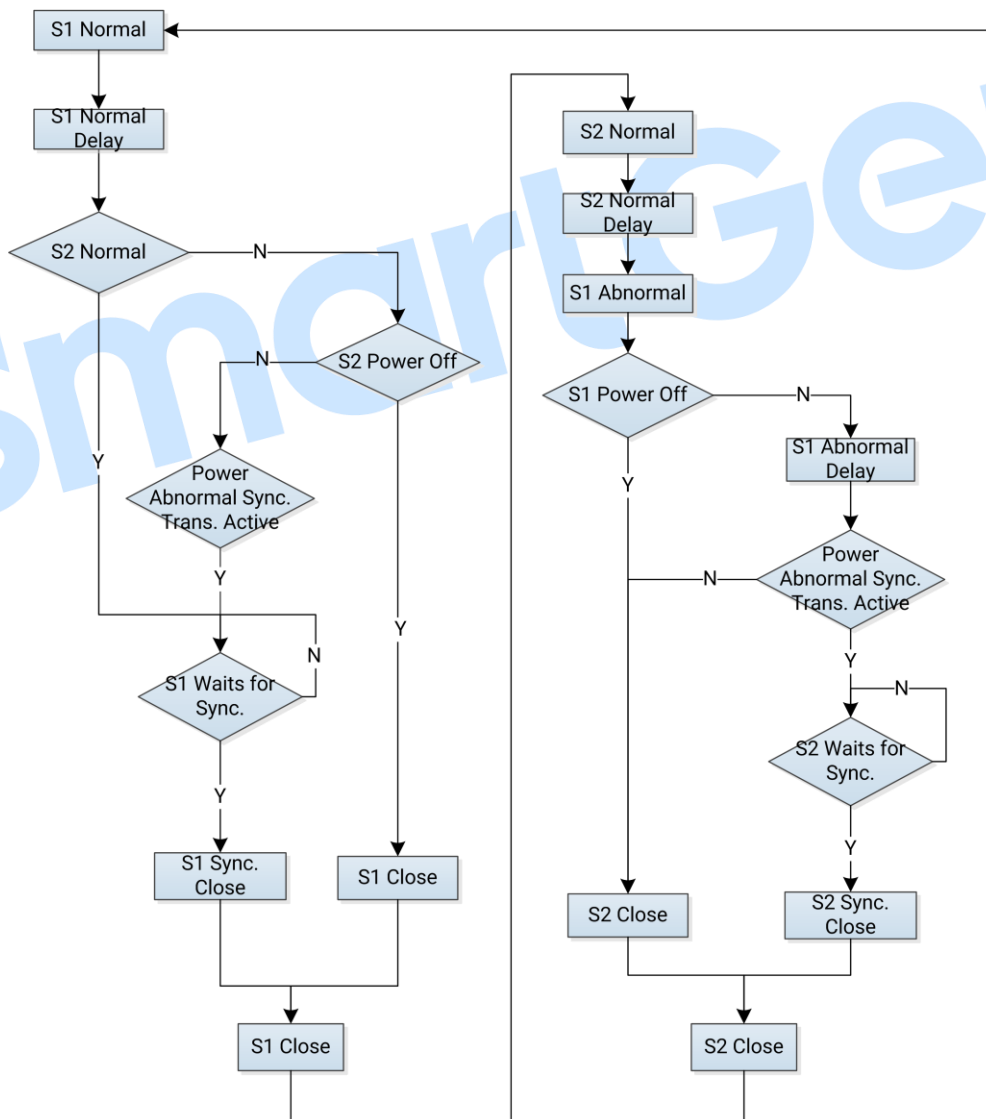 S1 Normal
S1 Normal
Delay
S2 Normal
N
S2 Power Off
N
Y
Power
Abnormal Sync.
Trans. Active
Y
Y
N
S1 Waits for
Sync.
Y
S1 Sync.
Close
S1 Close
S1 Close
S2 Normal
S2 Normal
Delay
S1 Abnormal
S1 Power Off
N
S1 Abnormal
Delay
Y
Power
Abnormal Sync.
Trans. Active
N
Y
N
S2 Waits for
Sync.
Y
S2 Close
S2 Sync.
Close
S2 Close
SmartGe